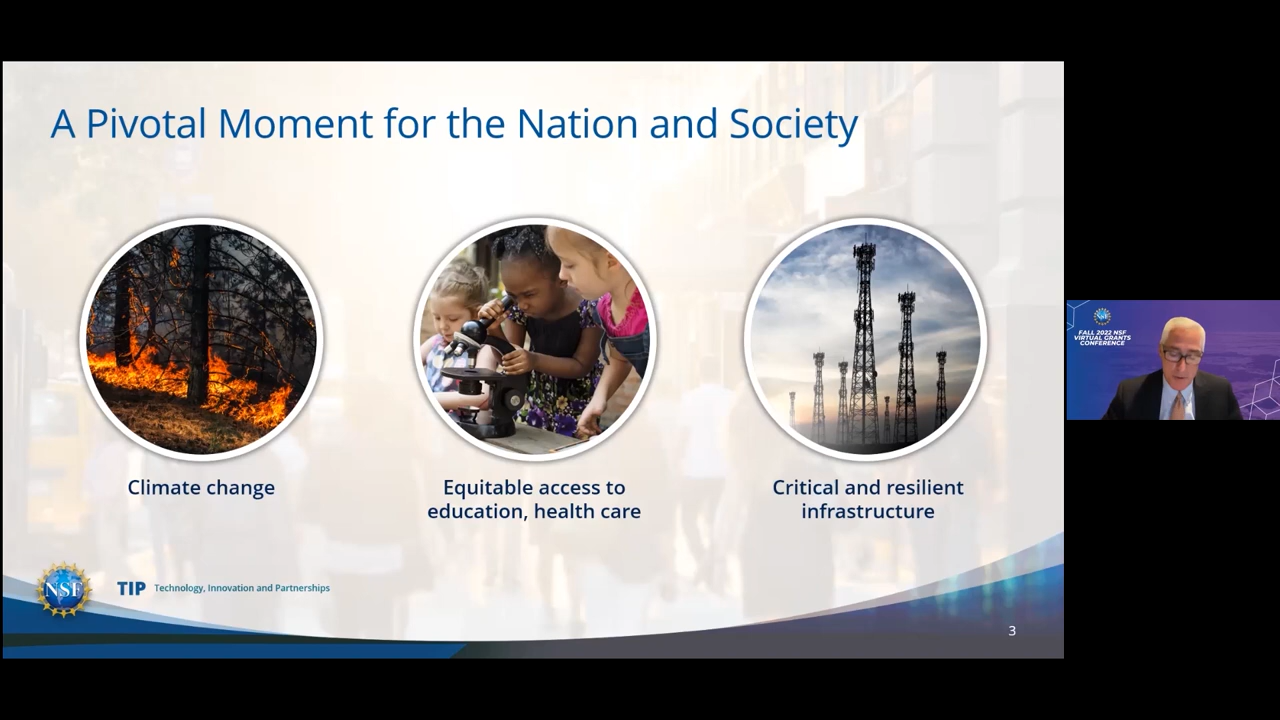 A Pivotal Moment for the Nation and Society
Climate change
Equitable access to
education, health care
Critical and resilient
infrastructure
NSF
TIP Technology, Innovation and Partnerships
3
FALL 2022 NSF
VIRTUAL GRANTS
CONFERENCE